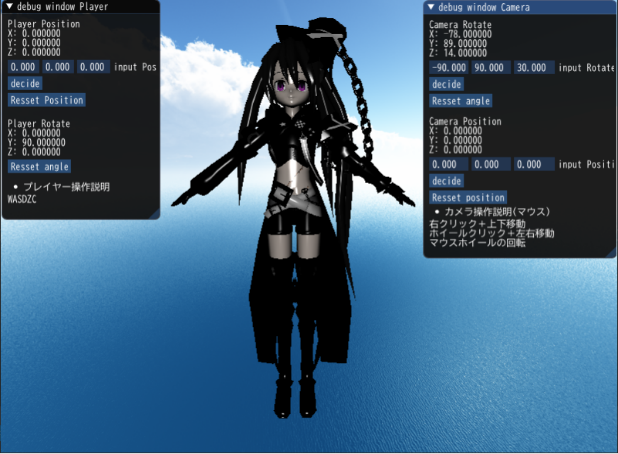 debug window Player
Player Position
X: 0.000000
Y: 0.000000
Z: 0.000000
0.000 0.000 0.000 input Pos
decide
Resset Position
Player Rotate
X: 0.000000
Y: 90.000000
Z: 0.000000
Resset angle
プレイヤー操作説明
WASDZC
debug window Camera
Camera Rotate
X: -78.000000
Y: 89.000000
Z: 14.000000
-90.000 90.000 30.000 input Rotate
decide
Resset angle
Camera Position
X: 0.000000
Y: 0.000000
Z: 0.000000
0.000 0.000 0.000 input Positi
decide
Resset position
カメラ操作説明(マウス)
右クリック+上下移動
ホイールクリック+左右移動
マウスホイールの回転